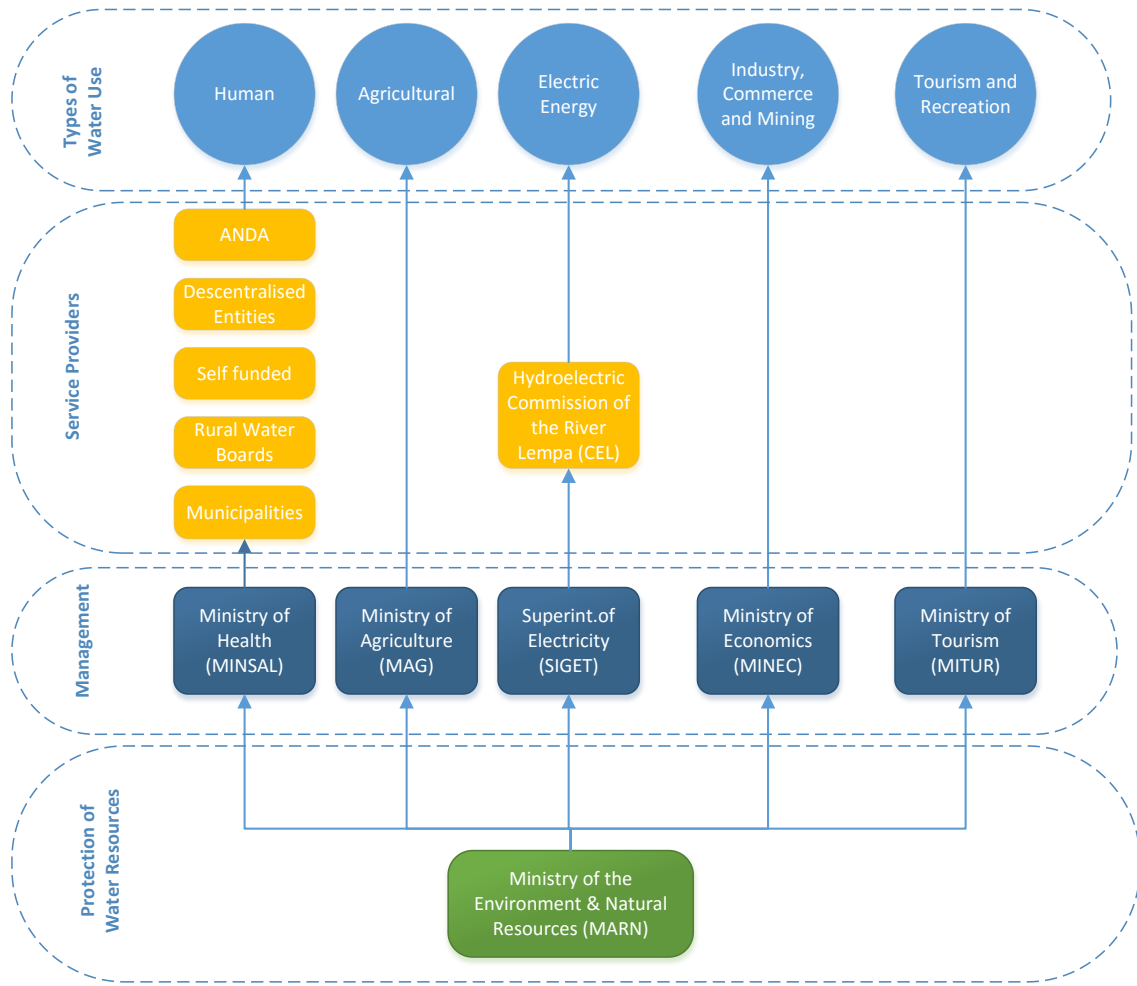 Types of
Water Use
Human
Agricultural
Electric
Energy
Industry,
Commerce
and Mining
Tourism and
Recreation
Service Providers
ANDA
Descentralised
Entities
Self funded
Rural Water
Boards
Municipalities
Hydroelectric
Commission of
the River
Lempa (CEL)
Management
Ministry of
Health
(MINSAL)
Ministry of
Agriculture
(MAG)
Superint.of
Electricity
(SIGET)
Ministry of
Economics
(MINEC)
Ministry of
Tourism
(MITUR)
Protection of
Water Resources
Ministry of the
Environment & Natural
Resources (MARN)